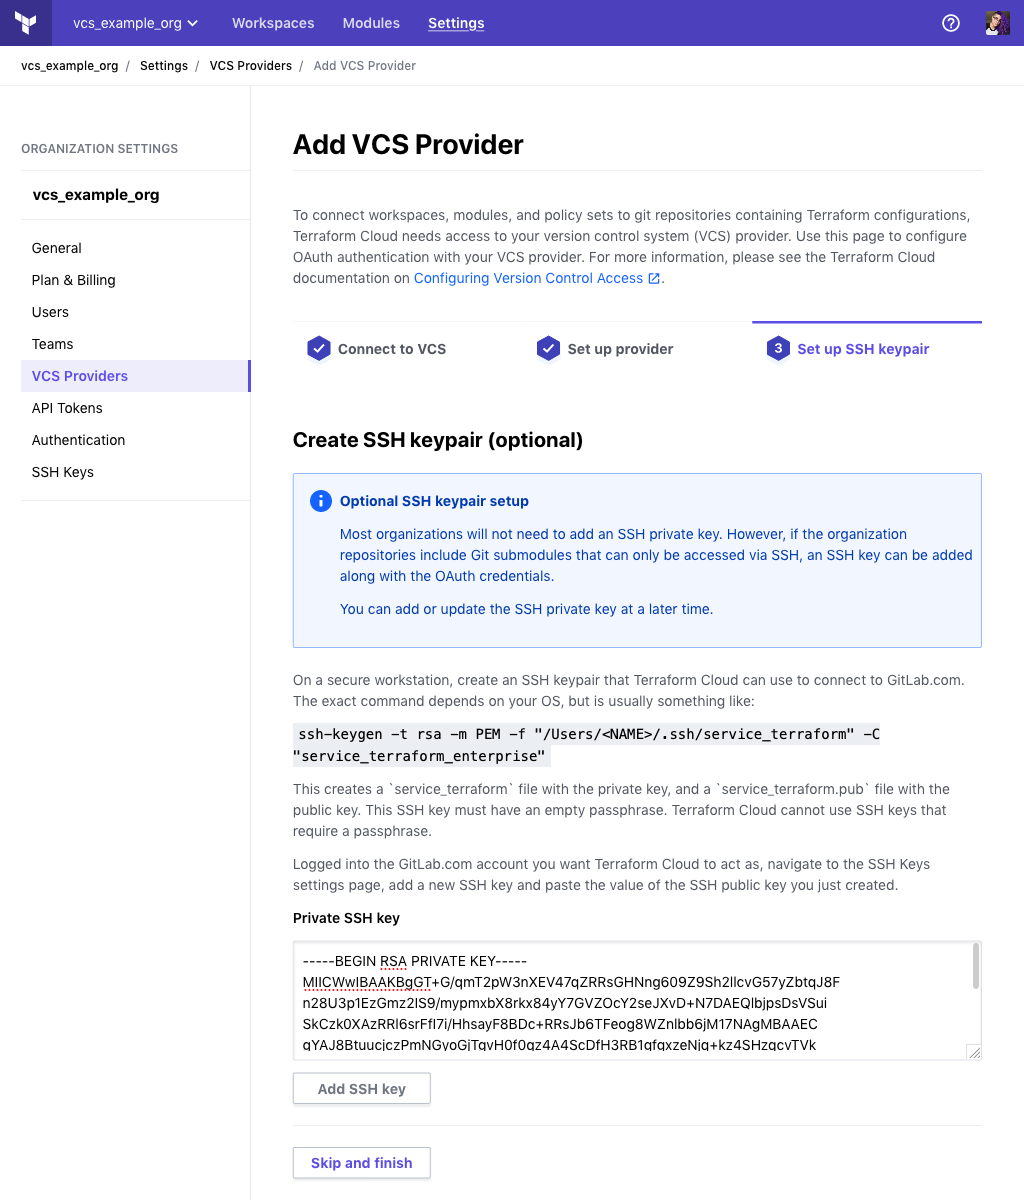 vcs_example_org
Workspaces
Modules
Settings
vcs_example_org / Settings / VCS Providers / Add VCS Provider
ORGANIZATION SETTINGS
vcs_example_org
General
Plan & Billing
Users
Teams
VCS Providers
API Tokens
Authentication
SSH Keys
Add VCS Provider
To connect workspaces, modules, and policy sets to git repositories containing Terraform configurations,
Terraform Cloud needs access to your version control system (VCS) provider. Use this page to configure
OAuth authentication with your VCS provider. For more information, please see the Terraform Cloud
documentation on Configuring Version Control Access.
Connect to VCS
Set up provider
3 Set up SSH keypair
Create SSH keypair (optional)
Optional SSH keypair setup
Most organizations will not need to add an SSH private key. However, if the organization
repositories include Git submodules that can only be accessed via SSH, an SSH key can be added
along with the OAuth credentials.
You can add or update the SSH private key at a later time.
On a secure workstation, create an SSH keypair that Terraform Cloud can use to connect to GitLab.com.
The exact command depends on your OS, but is usually something like:
ssh-keygen -t rsa -m PEM -f "/Users/<NAME>/.ssh/service_terraform" -C
"service_terraform_enterprise"
This creates a `service_terraform` file with the private key, and a `service_terraform.pub` file with the
public key. This SSH key must have an empty passphrase. Terraform Cloud cannot use SSH keys that
require a passphrase.
Logged into the GitLab.com account you want Terraform Cloud to act as, navigate to the SSH Keys
settings page, add a new SSH key and paste the value of the SSH public key you just created.
Private SSH key
-----BEGIN RSA PRIVATE KEY-----
MIICWwIBAAKBgGT+G/qmT2pW3nXEV47qZRRsGHNng609Z9Sh2llcvG57yZbtqJ8F
n28U3p1EzGmz2IS9/mypmxbX8rkx84yY7GVZOcY2seJXvD+N7DAEQlbjpsDsVSui
SkCzk0XAzRRl6srFfI7i/HhsayF8BDc+RRsJb6TFeog8WZnlbb6jM17NAgMBAAEC
Add SSH key
Skip and finish